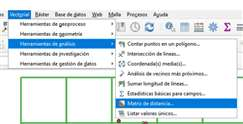 Vectorial Ráster Base de datos Web Malla Procesos Ayuda
Herramientas de geoproceso
Herramientas de geometría
Herramientas de análisis
Herramientas de investigación
Herramientas de gestión de datos
Contar puntos en un polígono...
Intersección de líneas...
Coordenada(s) media(s)...
Análisis de vecinos más próximos...
Sumar longitud de líneas...
Estadísticas básicas para campos...
Matriz de distancia...
Listar valores únicos...